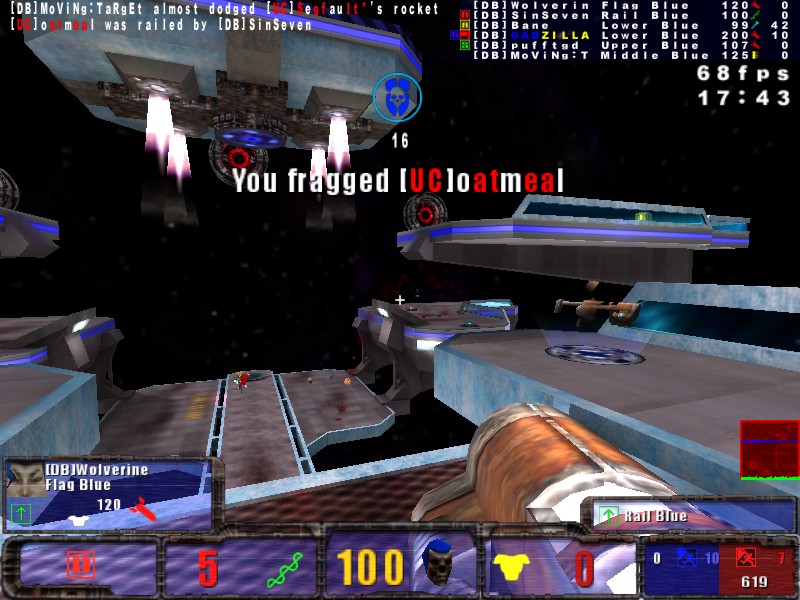 [DB]MoViNg:TaRgEt almost dodged [UC]Segfault^'s rocket
[UC]oatmeal was railed by [DB]SinSeven
[DB]Wolverin Flag Blue 120 0
[DB]SinSeven Rail Blue 100 0
[DB]Bane Lower Blue 99 42
[DB]GADZILLA Lower Blue 200 10
[DB]pufftgd Upper Blue 107 0
[DB]MoViNg:T Middle Blue 125 0
68fps
17:43
16
You fragged [UC]oatmeal
[DB]Wolverine
Flag Blue
120
Rail Blue
5
100
0
0
10
7
619